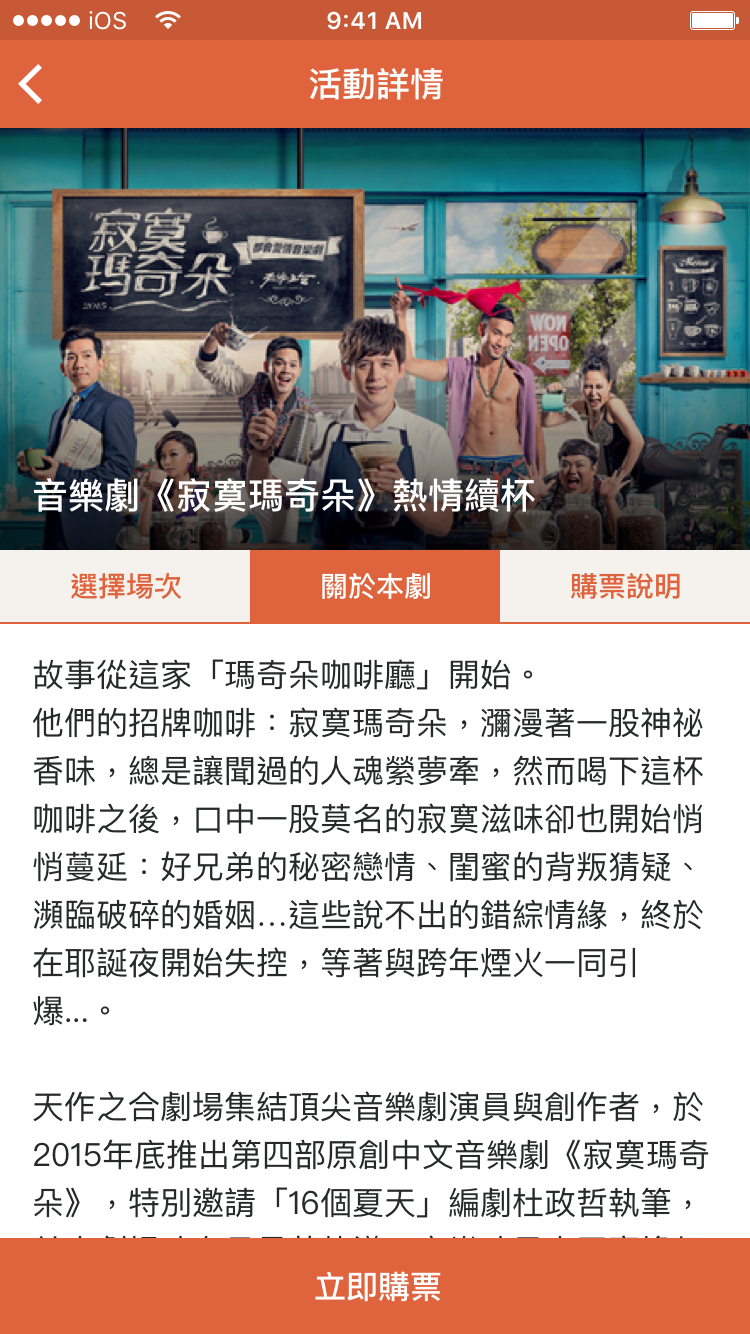 iOS
9:41 AM
活動詳情
寂寞
瑪奇朵
都會愛情音樂劇
2015
Menu
NOW
OPEN
音樂劇《寂寞瑪奇朵》熱情續杯
選擇場次
關於本劇
購票說明
故事從這家「瑪奇朵咖啡廳」開始。
他們的招牌咖啡：寂寞瑪奇朵，瀰漫著一股神祕
香味，總是讓聞過的人魂縈夢牽，然而喝下這杯
咖啡之後，口中一股莫名的寂寞滋味卻也開始悄
悄蔓延：好兄弟的秘密戀情、閨蜜的背叛猜疑、
瀕臨破碎的婚姻…這些說不出的錯綜情緣，終於
在耶誕夜開始失控，等著與跨年煙火一同引
爆...。
天作之合劇場集結頂尖音樂劇演員與創作者，於
2015年底推出第四部原創中文音樂劇《寂寞瑪奇
朵》，特別邀請「16個夏天」編劇杜政哲執筆，
立即購票